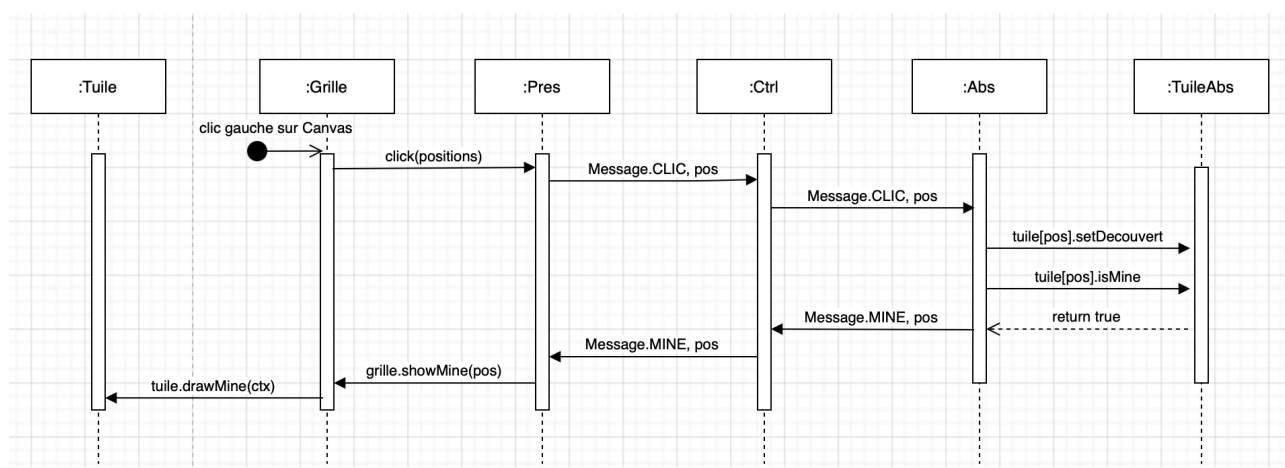 :Tuile
:Grille
:Pres
:Ctrl
:Abs
:TuileAbs
clic gauche sur Canvas
click(positions)
Message.CLIC, pos
Message.CLIC, pos
tuile[pos].setDecouvert
tuile[pos].isMine
return true
Message.MINE, pos
Message.MINE, pos
grille.showMine(pos)
tuile.drawMine(ctx)